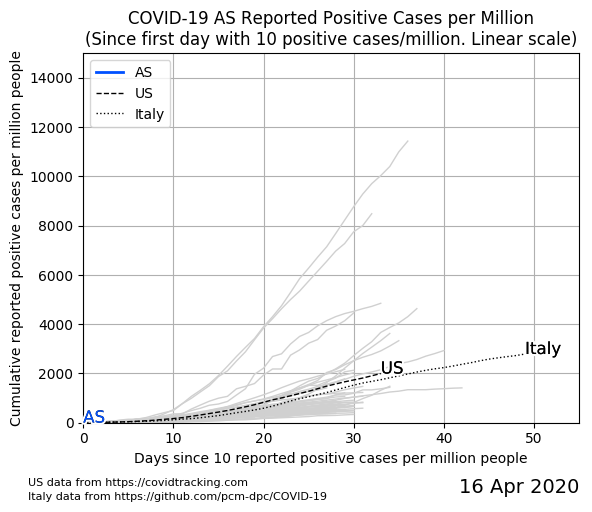 COVID-19 AS Reported Positive Cases per Million
(Since first day with 10 positive cases/million. Linear scale)
Cumulative reported positive cases per million people
14000
12000
10000
8000
6000
4000
2000
0
AS
US
Italy
Italy
US
AS
0 10 20 30 40 50
Days since 10 reported positive cases per million people
US data from https://covidtracking.com
Italy data from https://github.com/pcm-dpc/COVID-19
16 Apr 2020